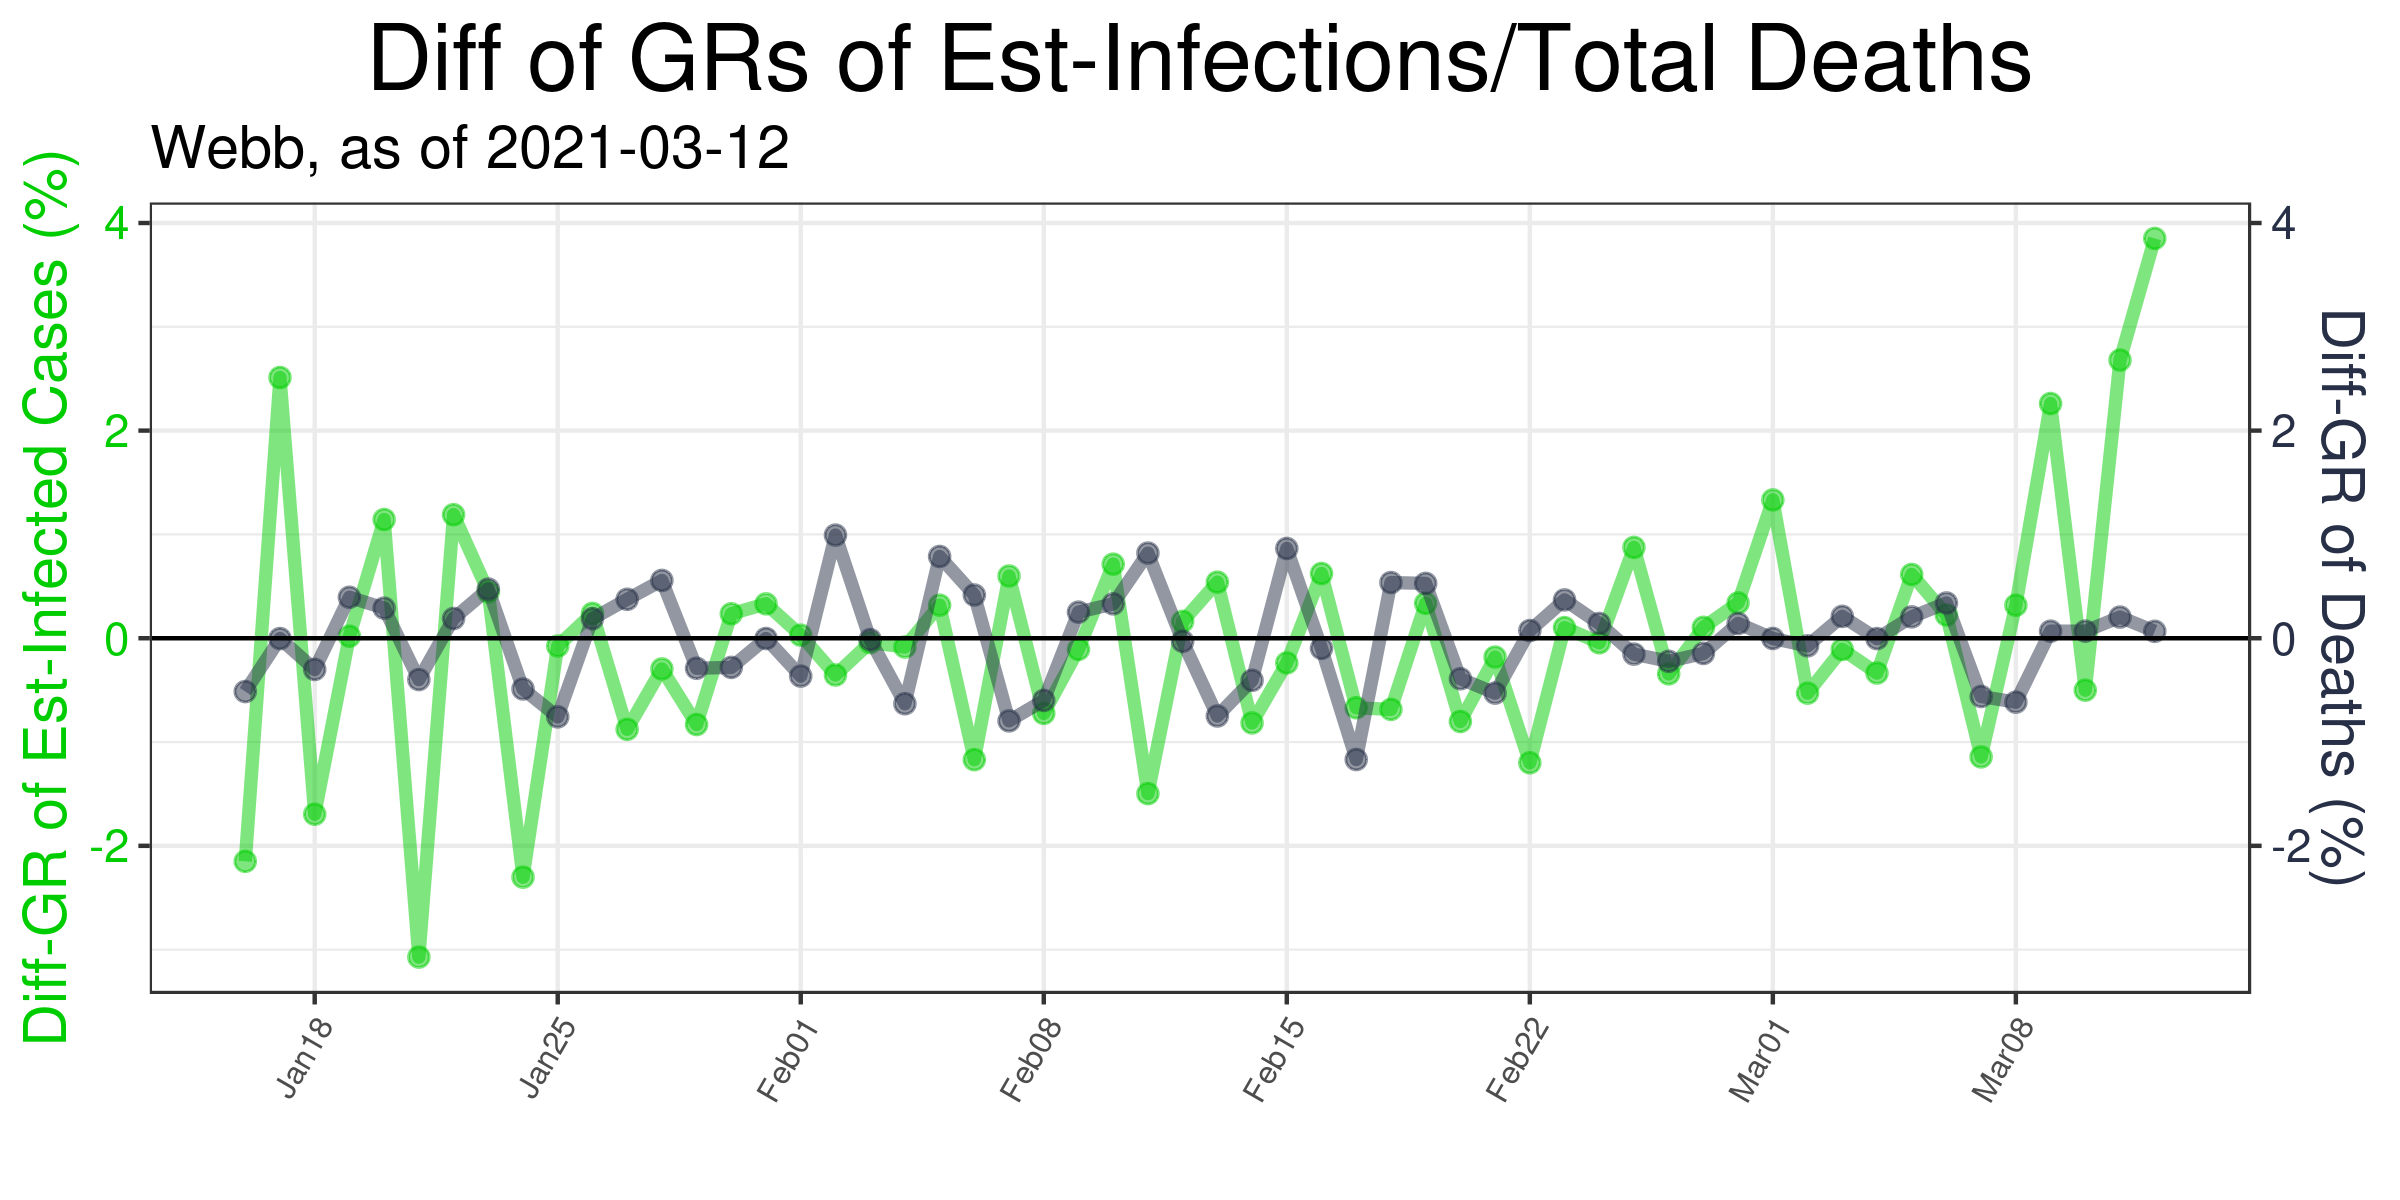 Diff of GRs of Est-Infections/Total Deaths
Webb, as of 2021-03-12
Diff-GR of Est-Infected Cases (%)
4
2
0
-2
4
2
0
-2
Diff-GR of Deaths (%)
Jan18
Jan25
Feb01
Feb08
Feb15
Feb22
Mar01
Mar08